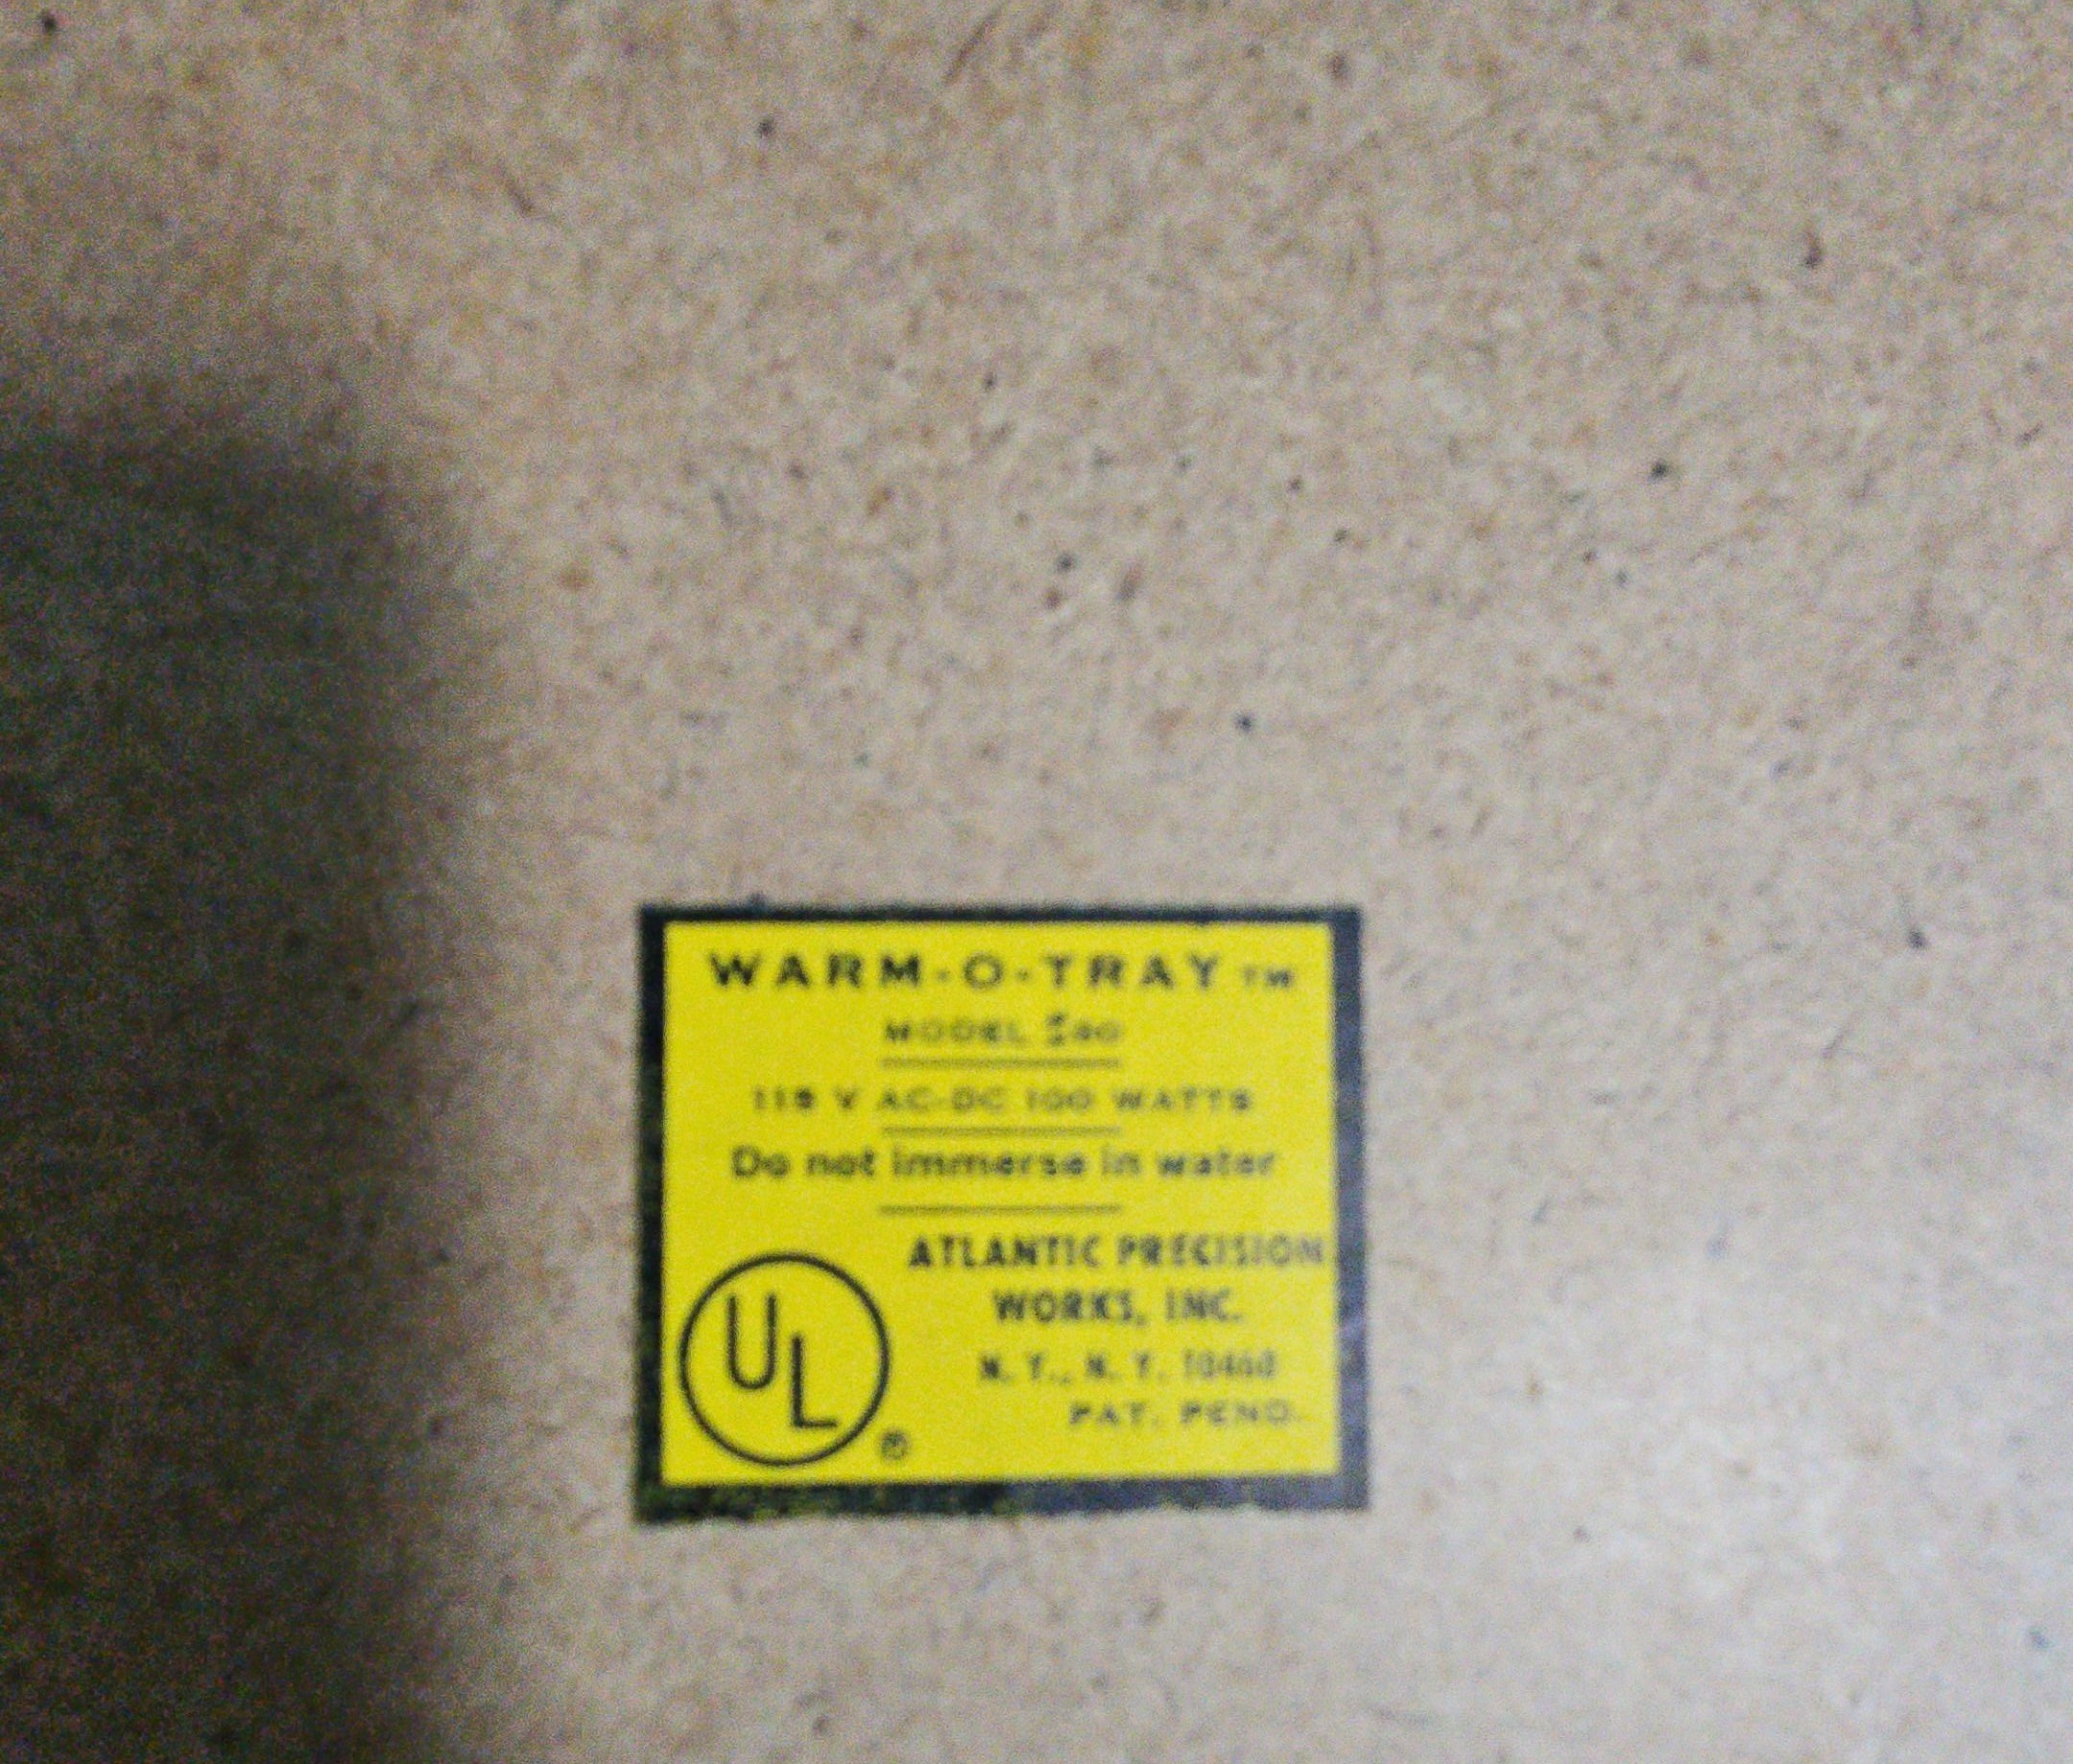 WARM-O-TRAY TM
MODEL
V AC-DC 100 WATTS
Do not immerse in water
ATLANTIC PRECISION
WORKS, INC.
N. Y., N. Y. 10460
PAT. PEND.
UL
®